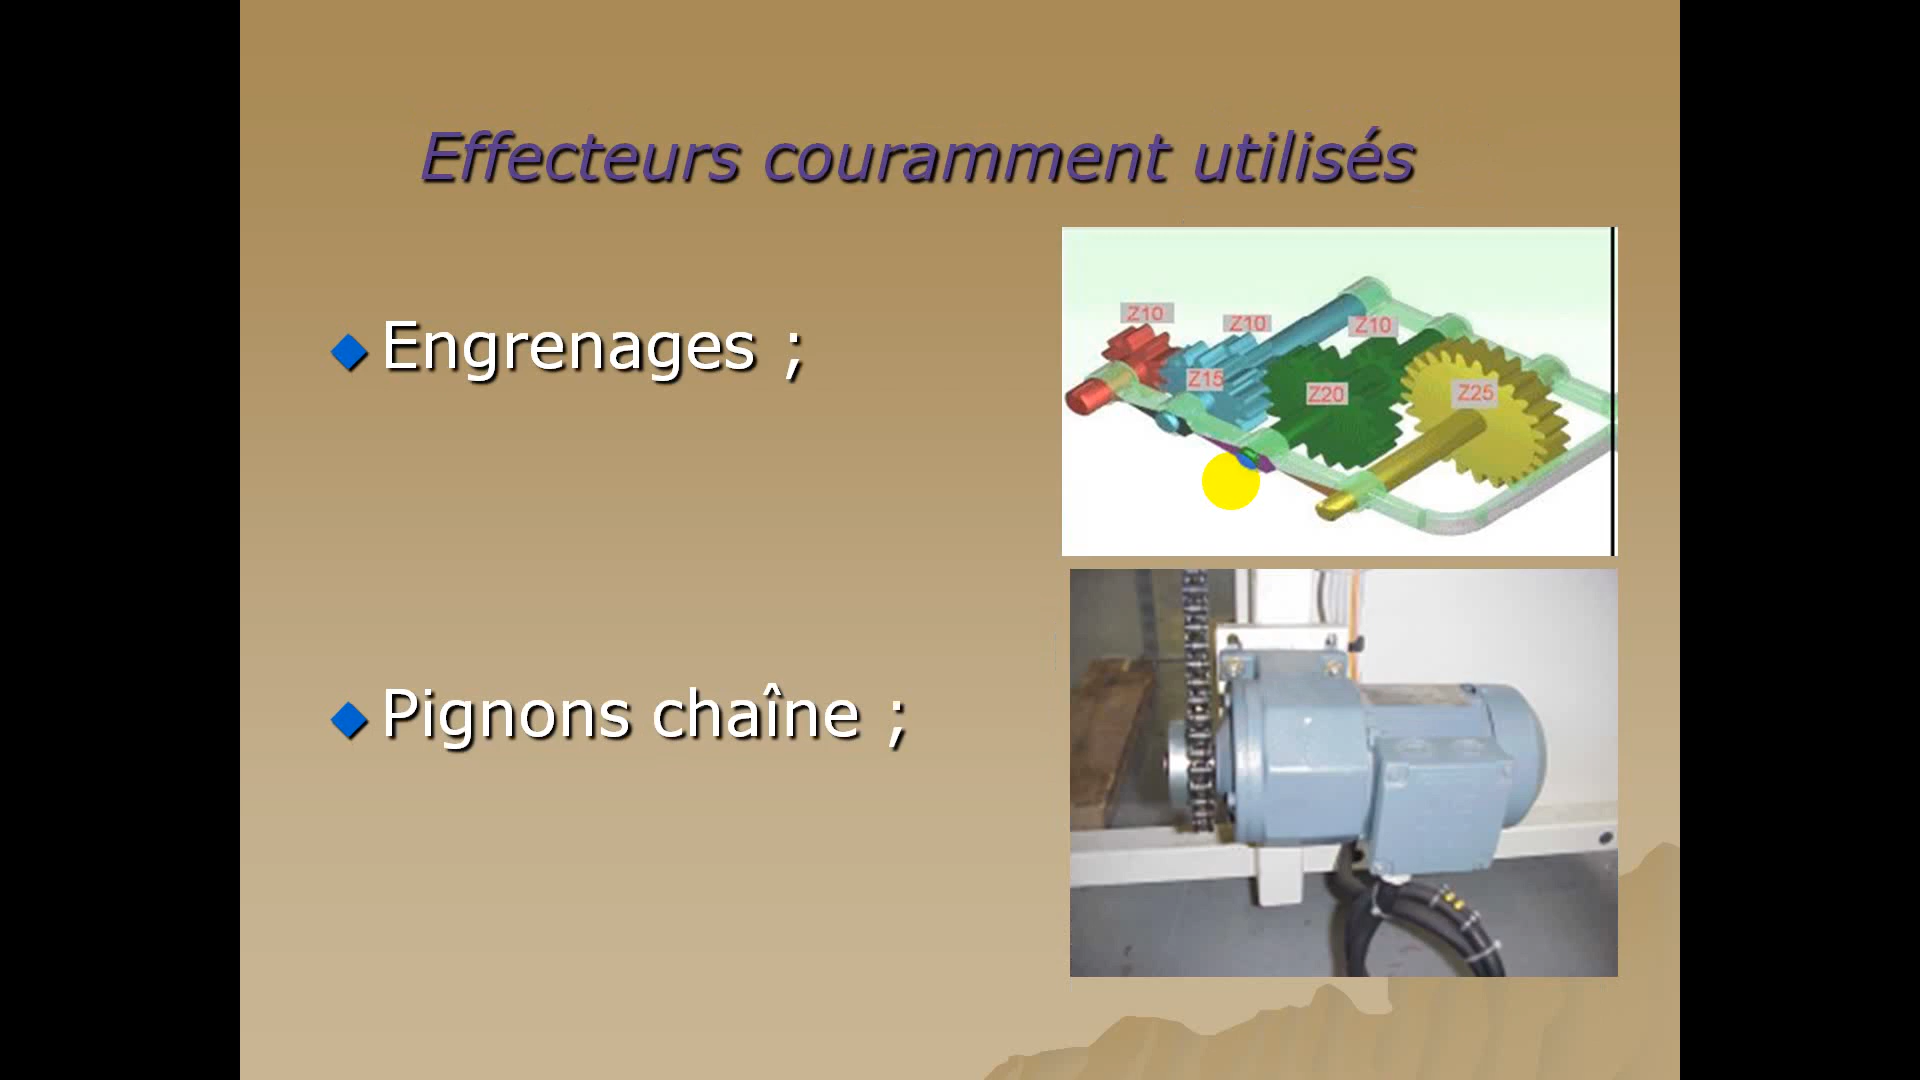 Effecteurs couramment utilisés
Engrenages ;
Z10
Z10
Z10
Z15
Z20
Z25
Pignons chaîne ;